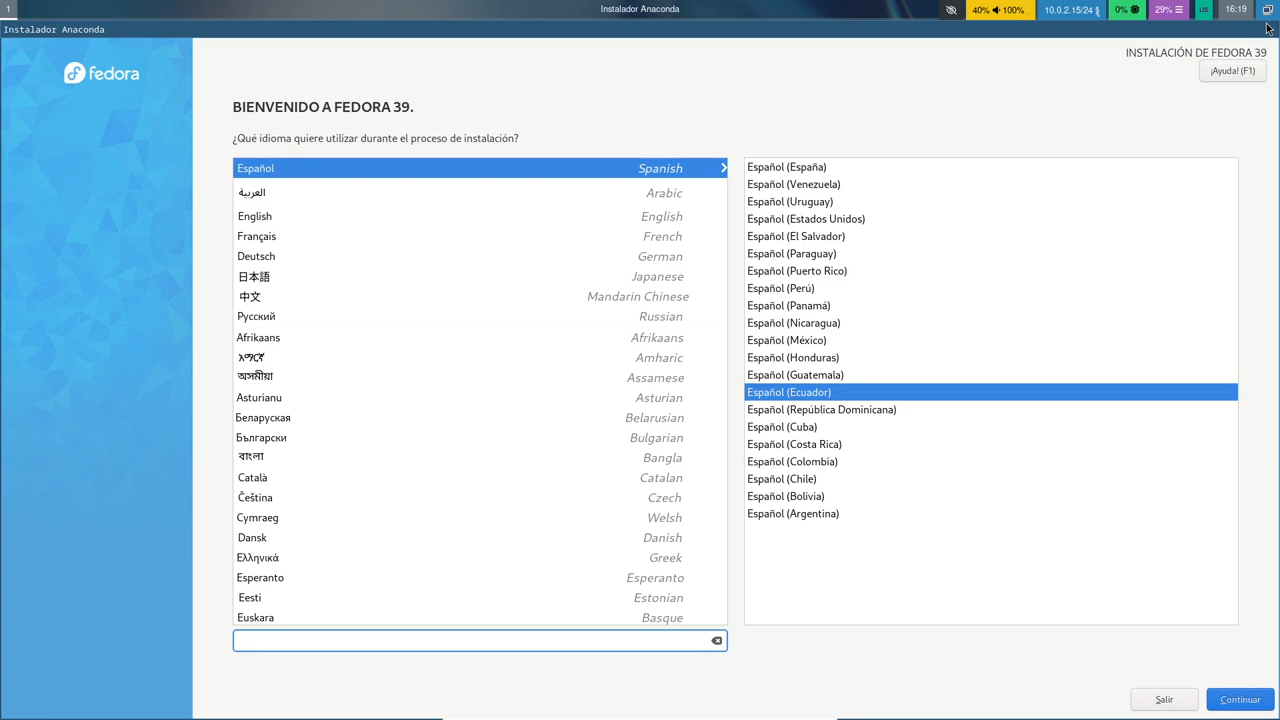 1
Instalador Anaconda
40% 100%
10.0.2.15/24
0%
29%
us
16:19
Instalador Anaconda
fedora
INSTALACIÓN DE FEDORA 39
¡Ayuda! (F1)
BIENVENIDO A FEDORA 39.
¿Qué idioma quiere utilizar durante el proceso de instalación?
Español Spanish
العربية Arabic
English English
Français French
Deutsch German
日本語 Japanese
中文 Mandarin Chinese
Русский Russian
Afrikaans Afrikaans
አማርኛ Amharic
অসমীয়া Assamese
Asturianu Asturian
Беларуская Belarusian
Български Bulgarian
বাংলা Bangla
Català Catalan
Čeština Czech
Cymraeg Welsh
Dansk Danish
Ελληνικά Greek
Esperanto Esperanto
Eesti Estonian
Euskara Basque
Español (España)
Español (Venezuela)
Español (Uruguay)
Español (Estados Unidos)
Español (El Salvador)
Español (Paraguay)
Español (Puerto Rico)
Español (Perú)
Español (Panamá)
Español (Nicaragua)
Español (México)
Español (Honduras)
Español (Guatemala)
Español (Ecuador)
Español (República Dominicana)
Español (Cuba)
Español (Costa Rica)
Español (Colombia)
Español (Chile)
Español (Bolivia)
Español (Argentina)
Salir
Continuar